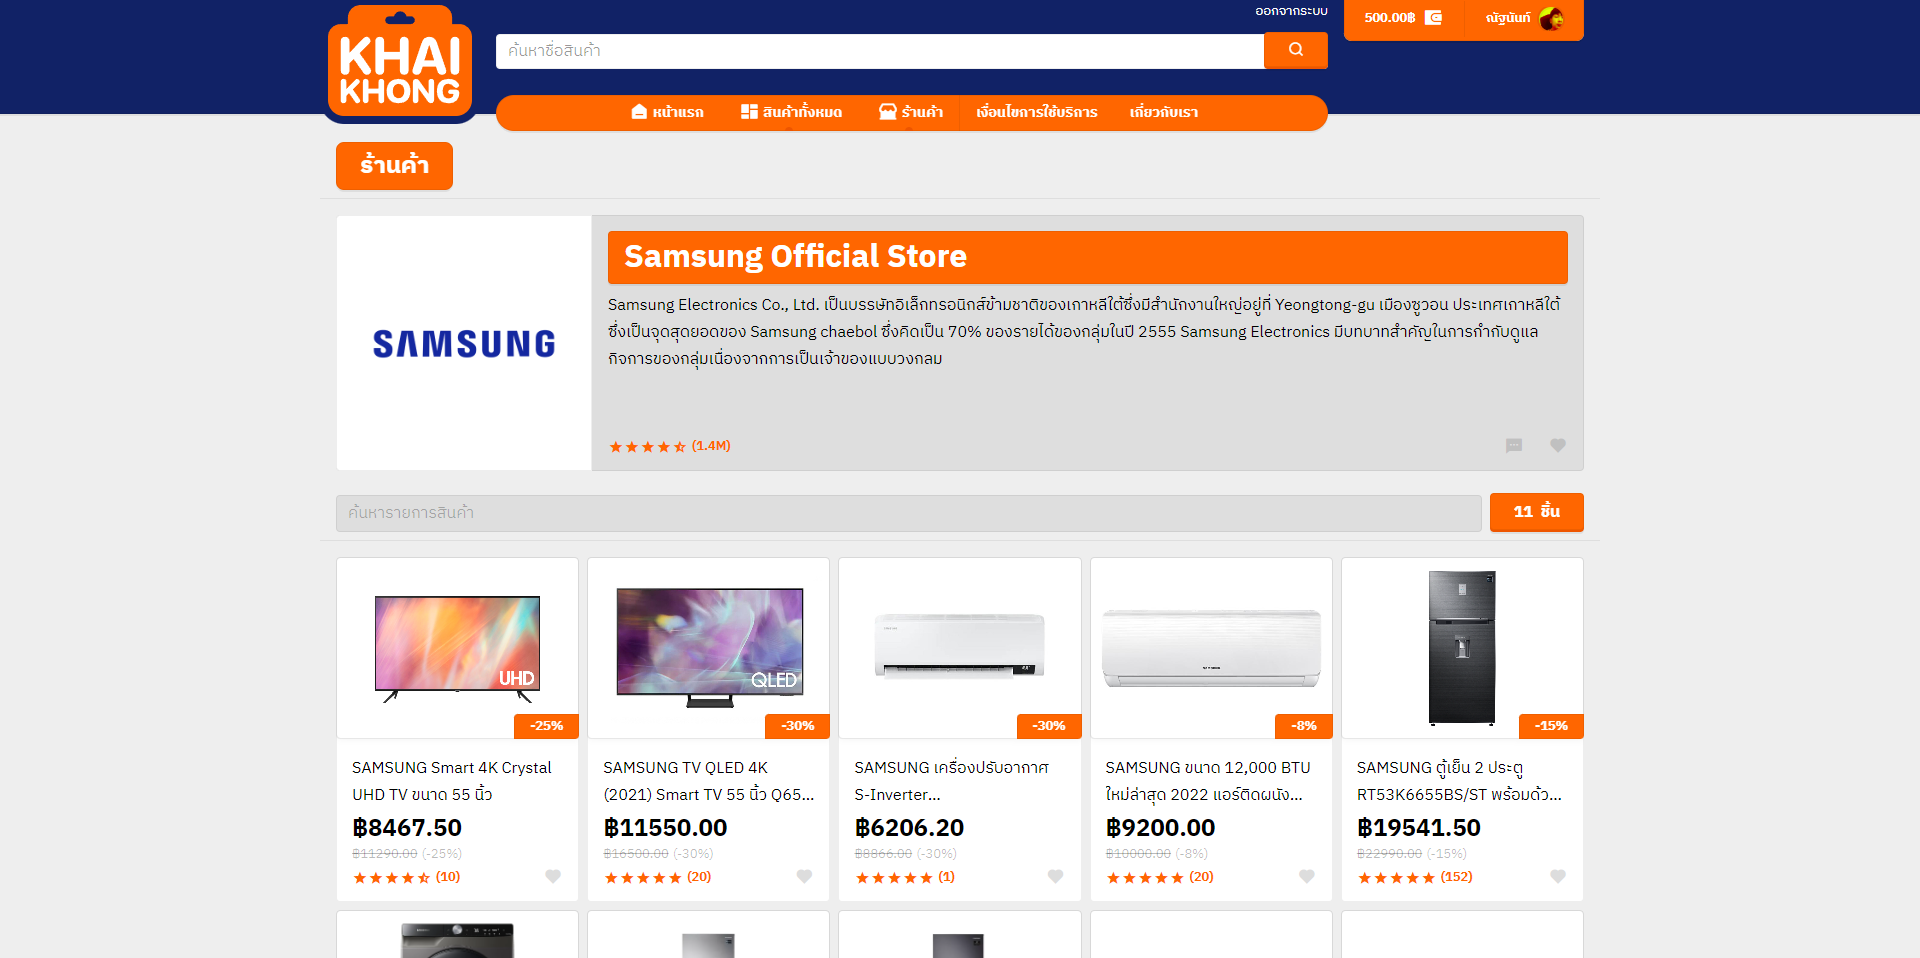 KHAI
KHONG
ออกจากระบบ
500.00฿
ณัฐนันท์
ค้นหาชื่อสินค้า
หน้าแรก
สินค้าทั้งหมด
ร้านค้า
เงื่อนไขการใช้บริการ
เกี่ยวกับเรา
ร้านค้า
SAMSUNG
Samsung Official Store
Samsung Electronics Co., Ltd. เป็นบรรษัทอิเล็กทรอนิกส์ข้ามชาติของเกาหลีใต้ซึ่งมีสำนักงานใหญ่อยู่ที่ Yeongtong-gu เมืองซูวอน ประเทศเกาหลีใต้
ซึ่งเป็นจุดสุดยอดของ Samsung chaebol ซึ่งคิดเป็น 70% ของรายได้ของกลุ่มในปี 2555 Samsung Electronics มีบทบาทสำคัญในการกำกับดูแล
กิจการของกลุ่มเนื่องจากการเป็นเจ้าของแบบวงกลม
(1.4M)
ค้นหารายการสินค้า
11 ชิ้น
UHD
-25%
SAMSUNG Smart 4K Crystal
UHD TV ขนาด 55 นิ้ว
฿8467.50
฿11290.00 (-25%)
(10)
QLED
-30%
SAMSUNG TV QLED 4K
(2021) Smart TV 55 นิ้ว Q65...
฿11550.00
฿16500.00 (-30%)
(20)
-30%
SAMSUNG เครื่องปรับอากาศ
S-Inverter...
฿6206.20
฿8866.00 (-30%)
(1)
-8%
SAMSUNG ขนาด 12,000 BTU
ใหม่ล่าสุด 2022 แอร์ติดผนัง...
฿9200.00
฿10000.00 (-8%)
(20)
-15%
SAMSUNG ตู้เย็น 2 ประตู
RT53K6655BS/ST พร้อมด้ว...
฿19541.50
฿22990.00 (-15%)
(152)